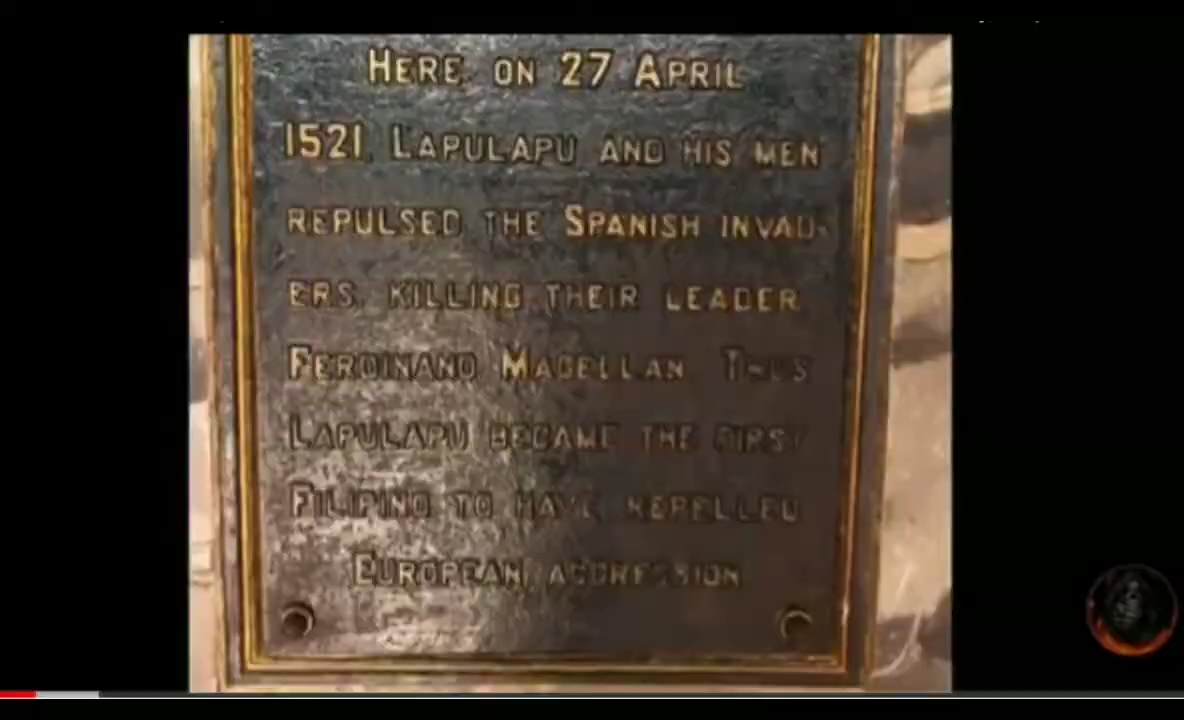 HERE, ON 27 APRIL
1521, LAPULAPU AND HIS MEN
REPULSED THE SPANISH INVAD-
ERS, KILLING THEIR LEADER,
FERDINAND MAGELLAN. THUS
LAPULAPU BECAME THE FIRST
FILIPINO TO HAVE REPELLED
EUROPEAN AGGRESSION